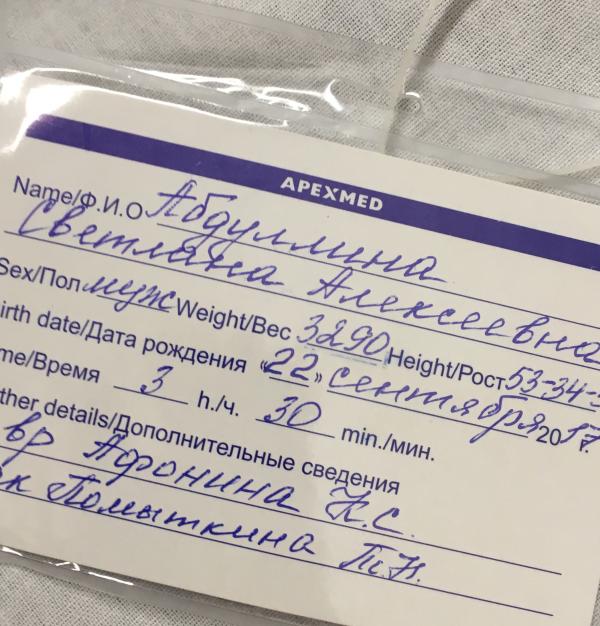 APEXMED
Name/Ф.И.О Абдуллина
Светлана Алексеевна
Sex/Пол муж Weight/Вес 3290 Height/Рост 53-34-
irth date/Дата рождения «22» сентября 2017г.
me/Время 3 h./ч. 30 min./мин.
ther details/Дополнительные сведения
вр Афонина К.С.
к Помыткина Т.Н.